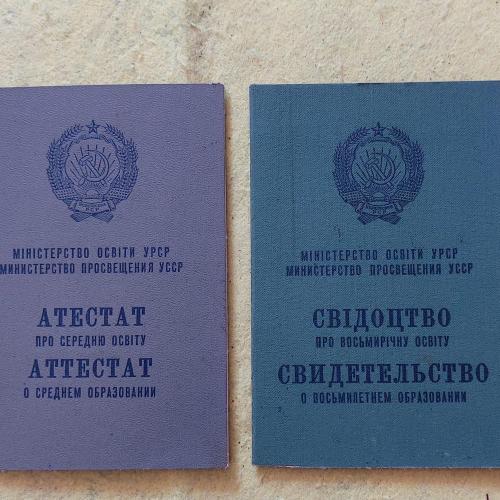 МІНІСТЕРСТВО ОСВІТИ УРСР
МИНИСТЕРСТВО ПРОСВЕЩЕНИЯ УССР
АТЕСТАТ
ПРО СЕРЕДНЮ ОСВІТУ
АТТЕСТАТ
О СРЕДНЕМ ОБРАЗОВАНИИ
МІНІСТЕРСТВО ОСВІТИ УРСР
МИНИСТЕРСТВО ПРОСВЕЩЕНИЯ УССР
СВІДОЦТВО
ПРО ВОСЬМИРІЧНУ ОСВІТУ
СВИДЕТЕЛЬСТВО
О ВОСЬМИЛЕТНЕМ ОБРАЗОВАНИИ